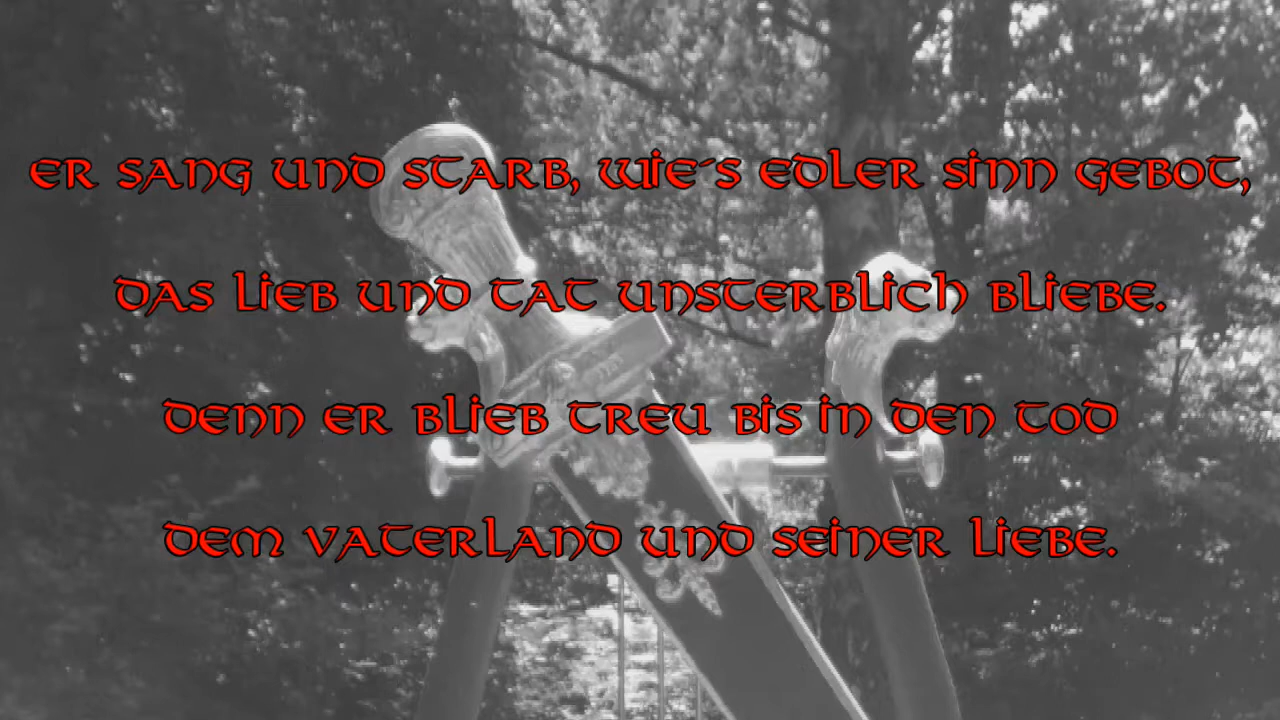 er sang und starb, wie´s edler sinn gebot,
das lieb und tat unsterblich bliebe.
denn er blieb treu bis in den tod
dem vaterland und seiner liebe.